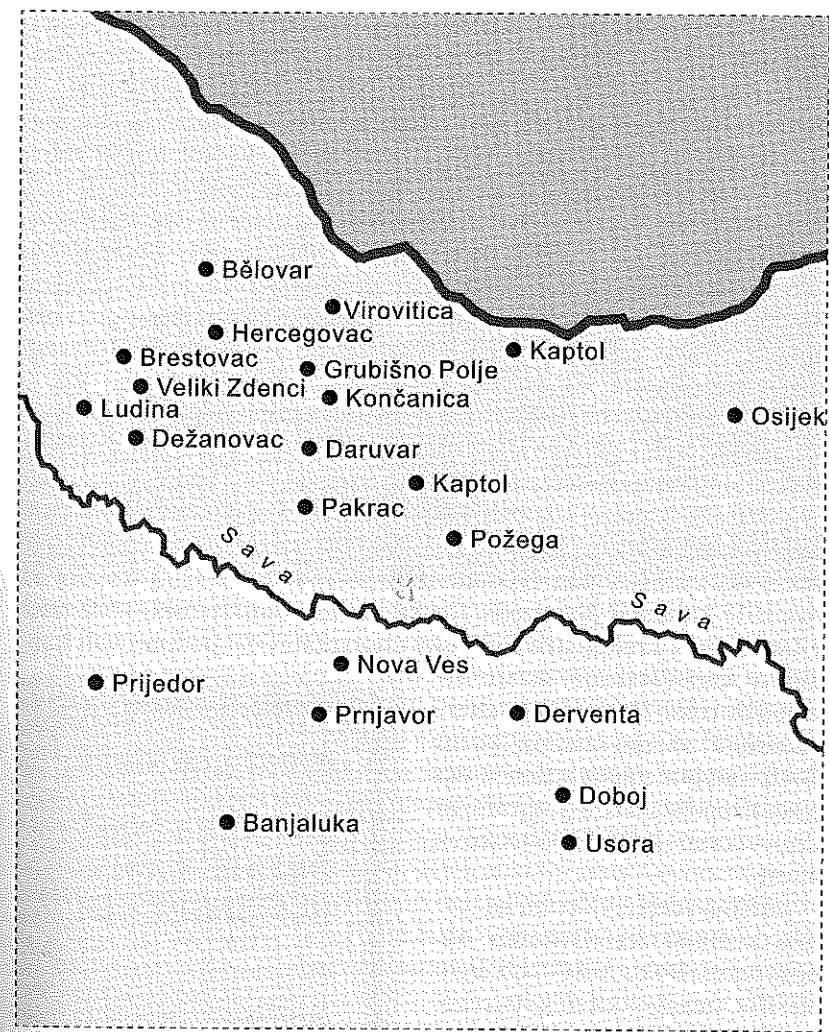 Bělovar
Virovitica
Hercegovac
Kaptol
Brestovac
Grubišno Polje
Veliki Zdenci
Končanica
Ludina
Osijek
Dežanovac
Daruvar
Kaptol
Pakrac
Požega
Sava
Sava
Nova Ves
Prijedor
Prnjavor
Derventa
Doboj
Banjaluka
Usora